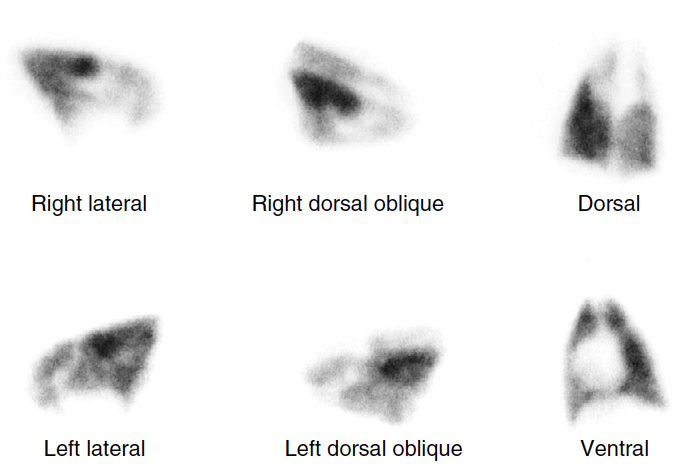 Right lateral
Right dorsal oblique
Dorsal
Left lateral
Left dorsal oblique
Ventral